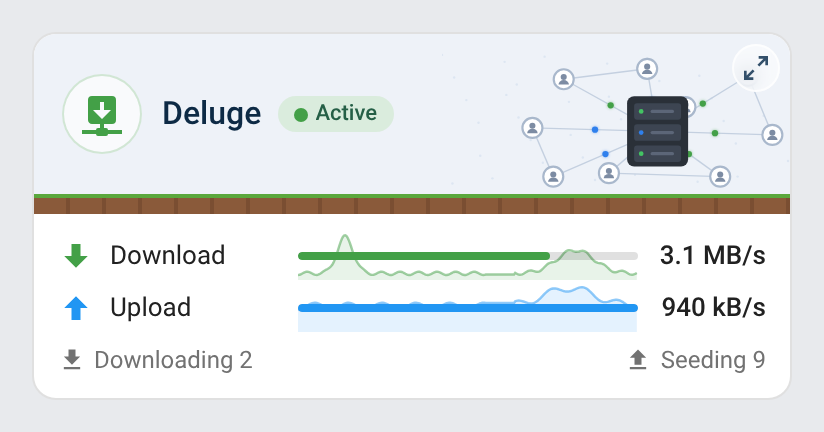 Deluge
Active
Download 3.1 MB/s
Upload 940 kB/s
Downloading 2 Seeding 9